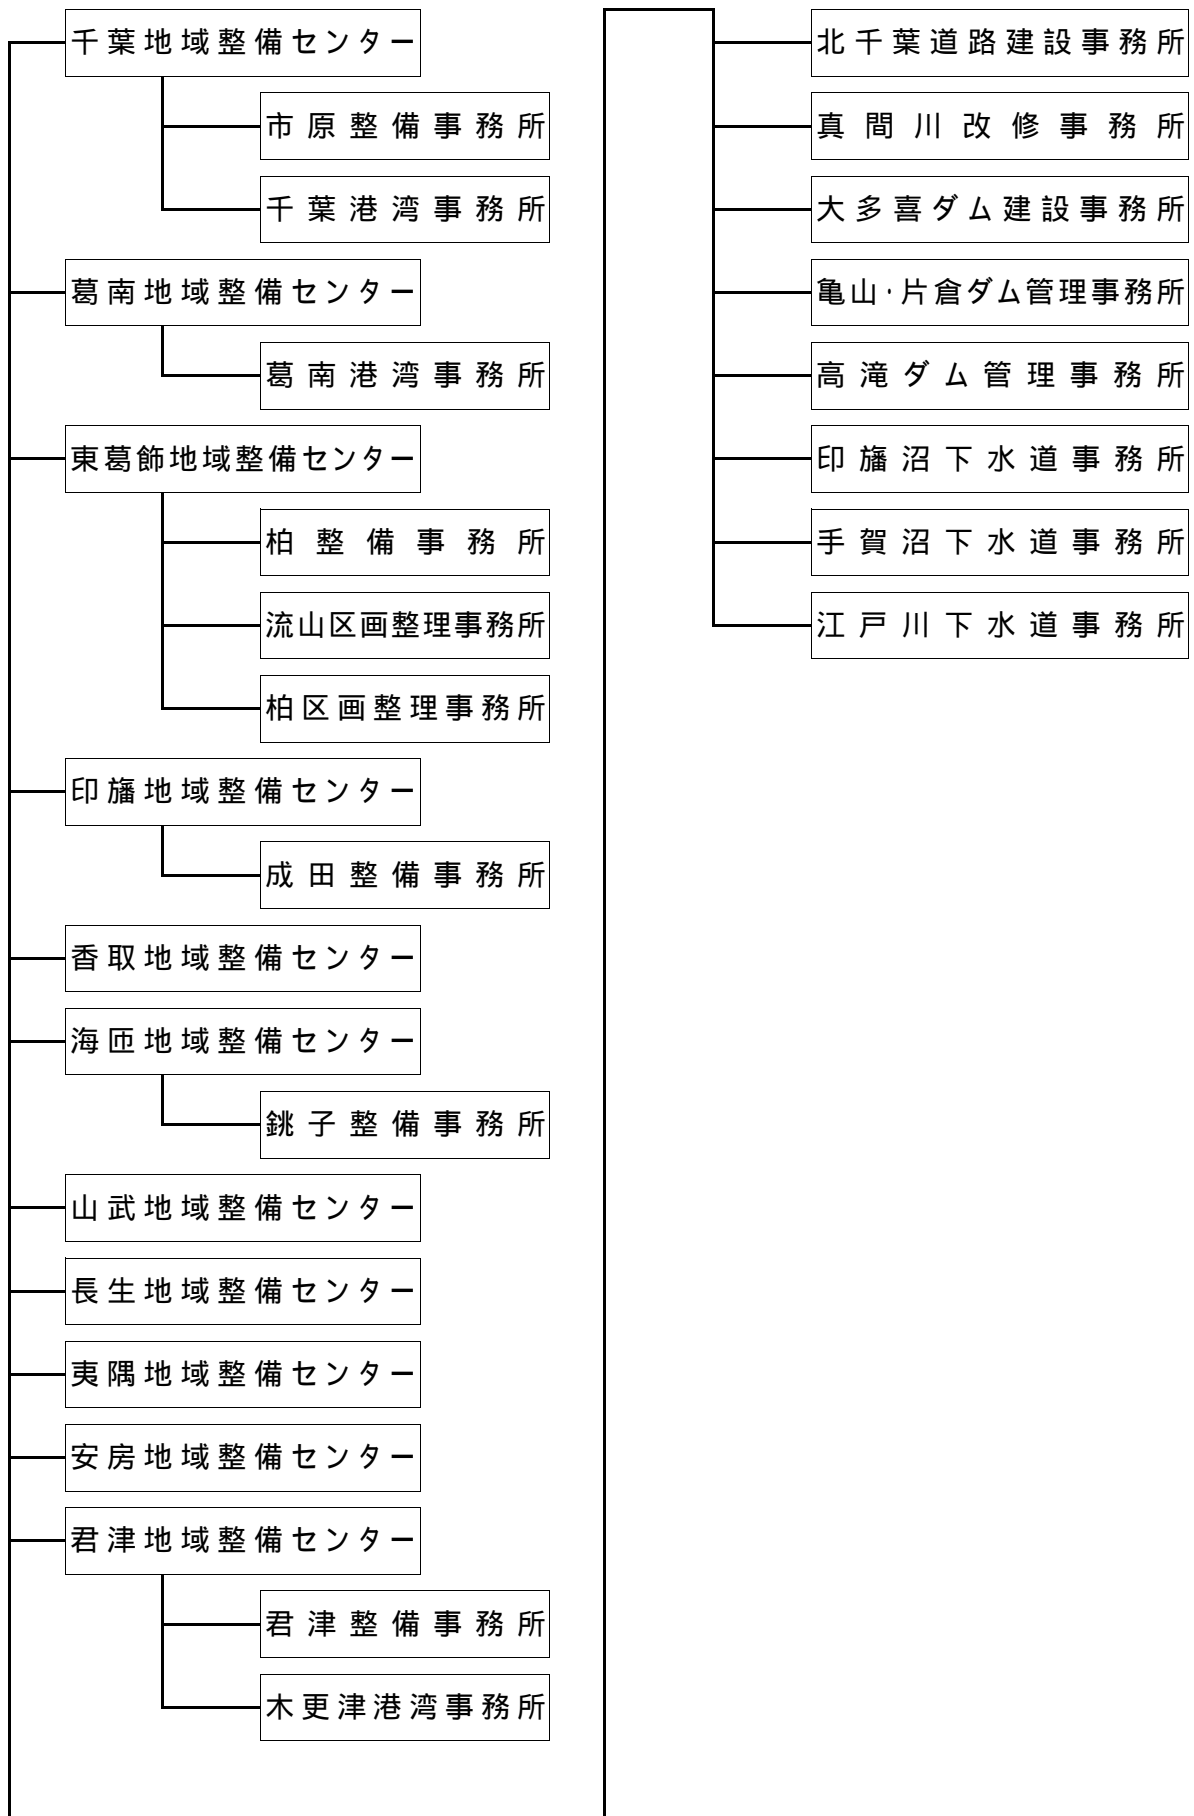 千葉地域整備センター
市原整備事務所
千葉港湾事務所
葛南地域整備センター
葛南港湾事務所
東葛飾地域整備センター
柏整備事務所
流山区画整理事務所
柏区画整理事務所
印旛地域整備センター
成田整備事務所
香取地域整備センター
海匝地域整備センター
銚子整備事務所
山武地域整備センター
長生地域整備センター
夷隅地域整備センター
安房地域整備センター
君津地域整備センター
君津整備事務所
木更津港湾事務所
北千葉道路建設事務所
真間川改修事務所
大多喜ダム建設事務所
亀山・片倉ダム管理事務所
高滝ダム管理事務所
印旛沼下水道事務所
手賀沼下水道事務所
江戸川下水道事務所